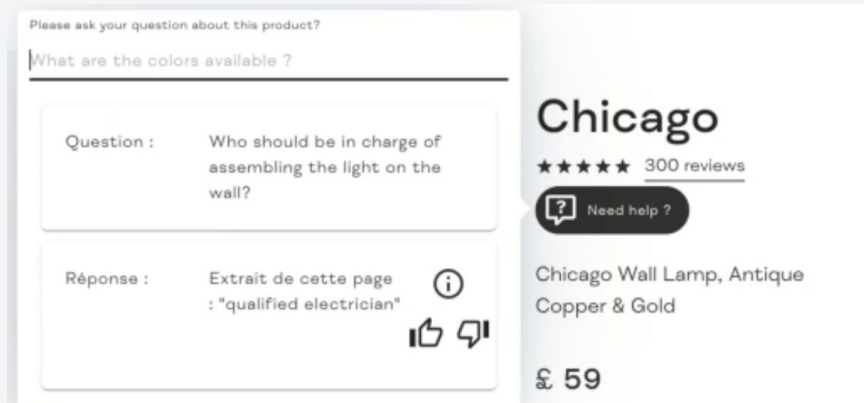 Please ask your question about this product?
What are the colors available ?
Question :
Who should be in charge of
assembling the light on the
wall?
Réponse :
Extrait de cette page
: "qualified electrician"
Chicago
300 reviews
Need help ?
Chicago Wall Lamp, Antique
Copper & Gold
£ 59